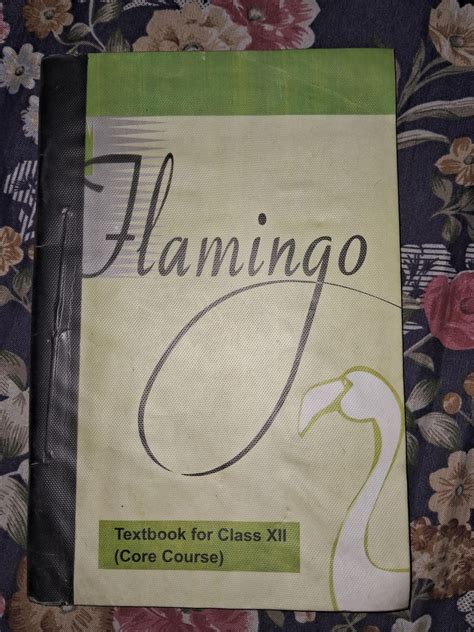 Flamingo
Textbook for Class XII
(Core Course)